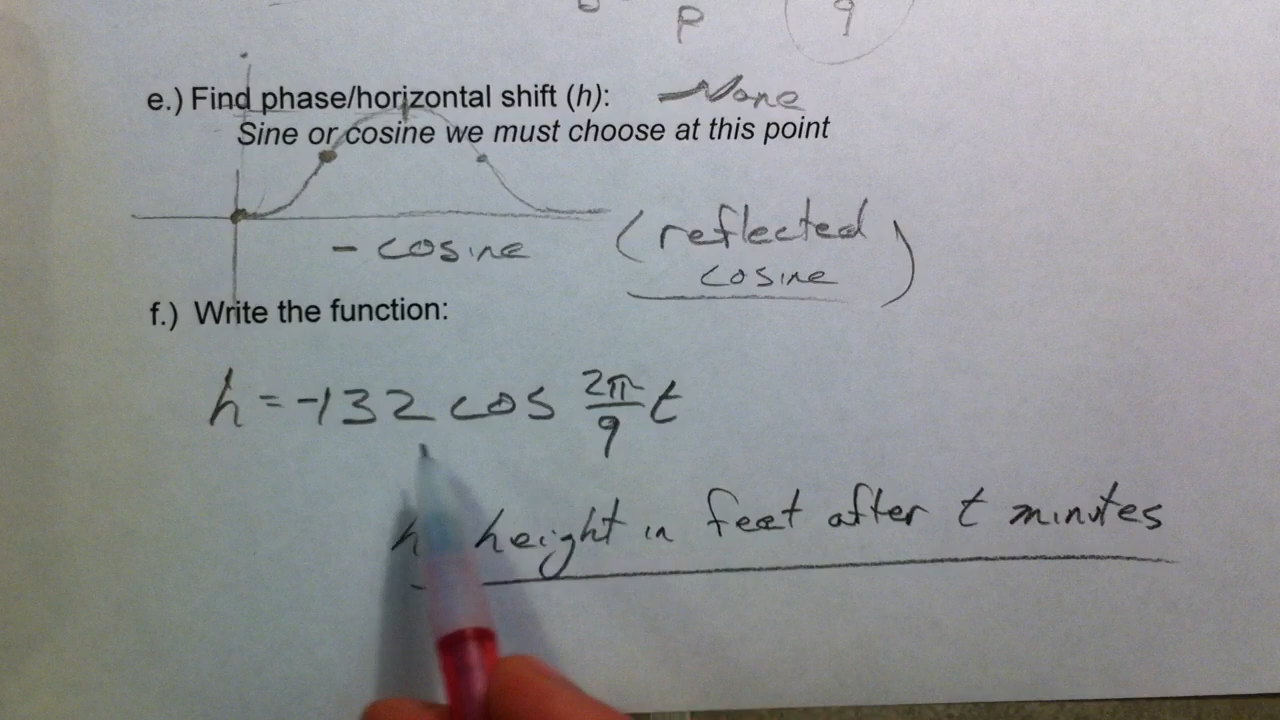 p
9
e.) Find phase/horizontal shift (h): None
Sine or cosine we must choose at this point
- cosine (reflected cosine)
f.) Write the function:
h = -132 cos 2π/9 t
h height in feet after t minutes